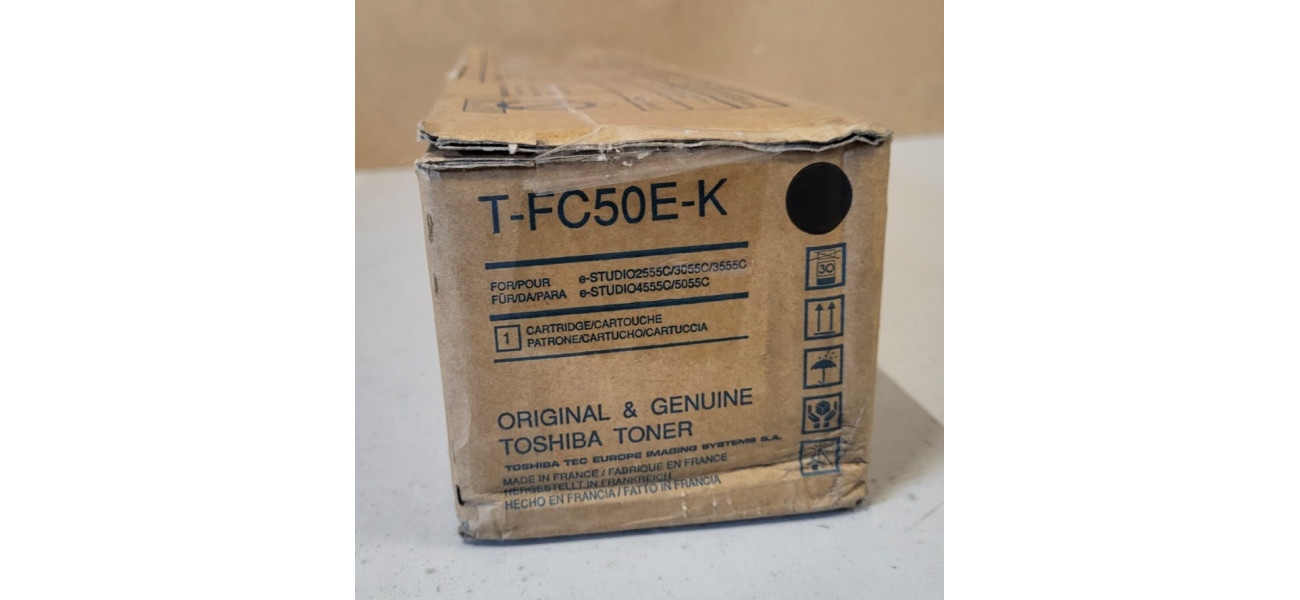 T-FC50E-K
FOR/POUR e-STUDIO2555C/3055C/3555C
FÜR/DA/PARA e-STUDIO4555C/5055C
1 CARTRIDGE/CARTOUCHE
PATRONE/CARTUCHO/CARTUCCIA
30
ORIGINAL & GENUINE
TOSHIBA TONER
TOSHIBA TEC EUROPE IMAGING SYSTEMS S.A.
MADE IN FRANCE / FABRIQUE EN FRANCE
HERGESTELLT IN FRANKREICH
HECHO EN FRANCIA / FATTO IN FRANCIA